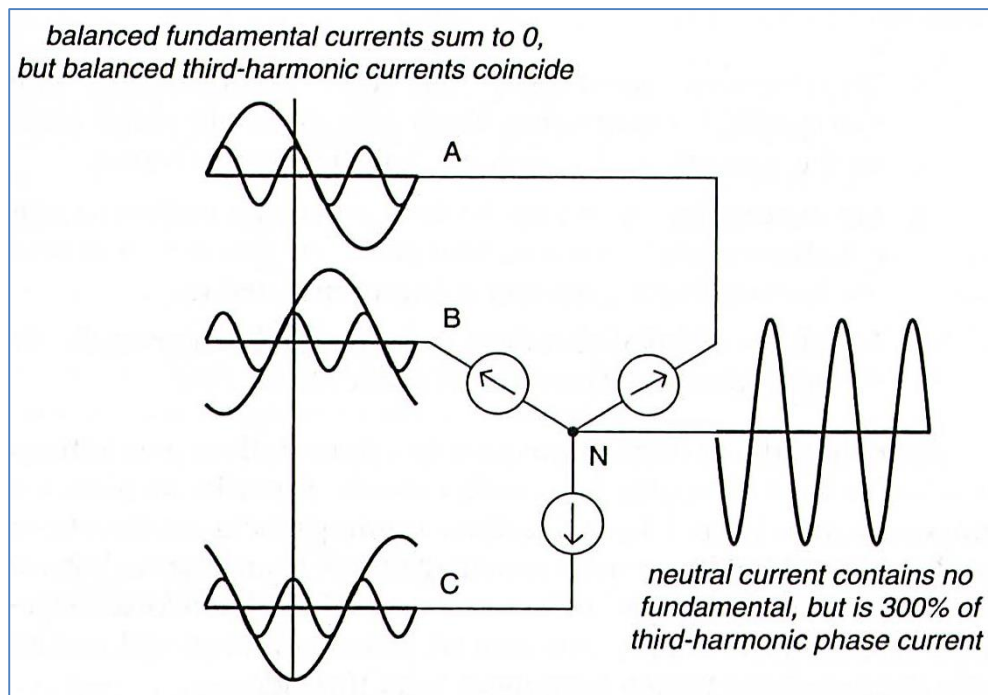 balanced fundamental currents sum to 0,
but balanced third-harmonic currents coincide
A
B
N
C
neutral current contains no
fundamental, but is 300% of
third-harmonic phase current